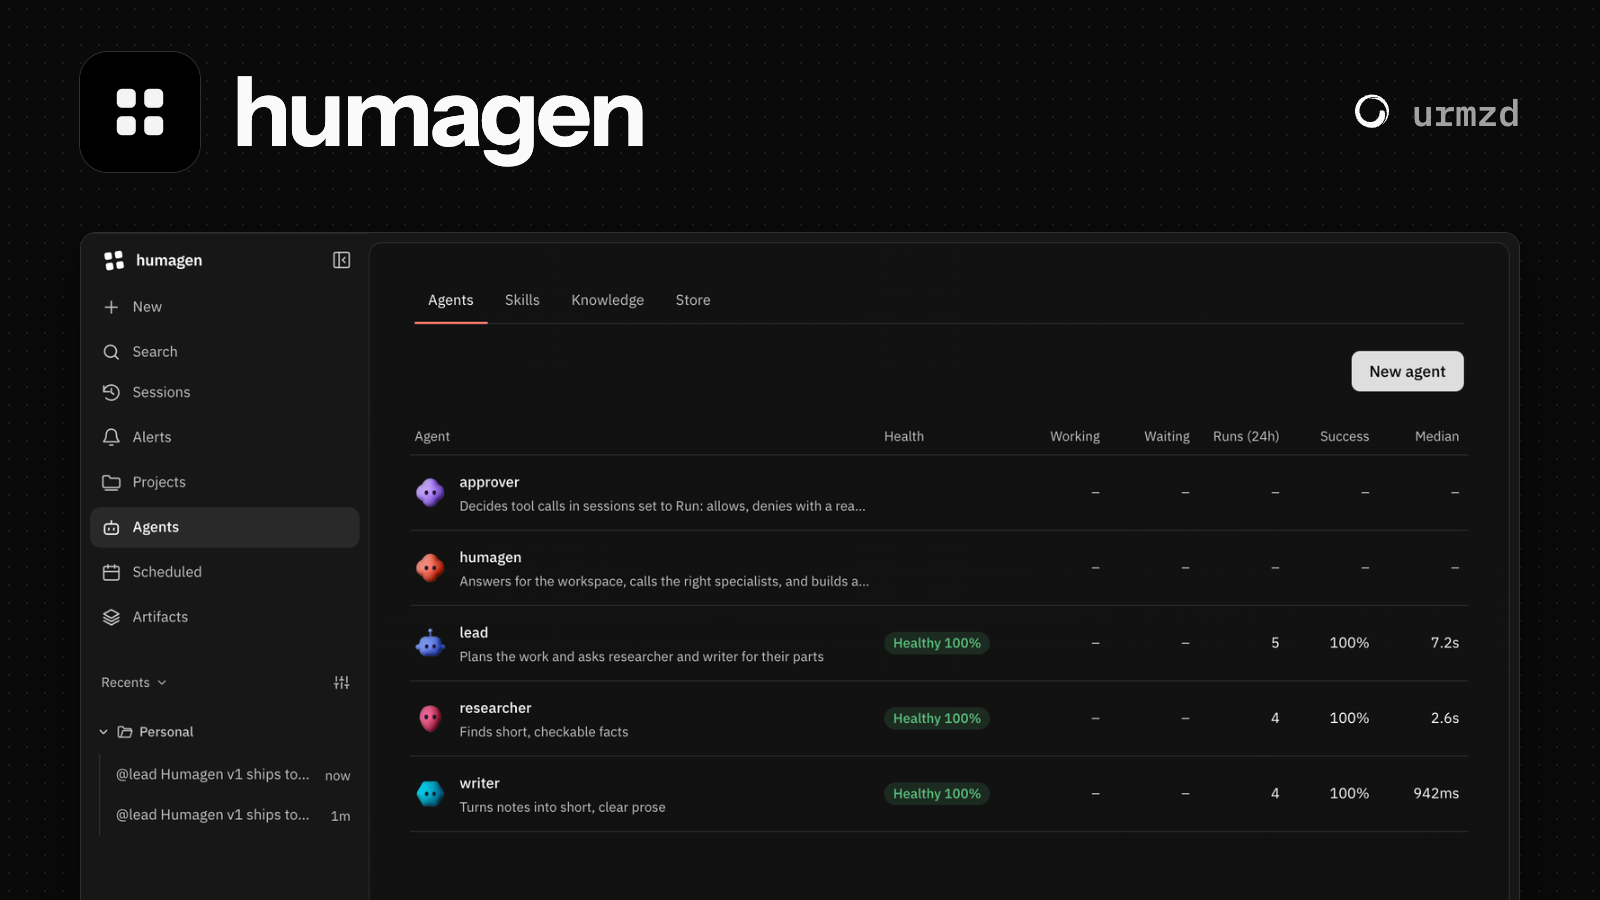 humagen
urmzd
humagen
New
Search
Sessions
Alerts
Projects
Agents
Scheduled
Artifacts
Recents
Personal
@lead Humagen v1 ships to... now
@lead Humagen v1 ships to... 1m
Agents Skills Knowledge Store
New agent
Agent Health Working Waiting Runs (24h) Success Median
approver
Decides tool calls in sessions set to Run: allows, denies with a rea... – – – – –
humagen
Answers for the workspace, calls the right specialists, and builds a... – – – – –
lead
Plans the work and asks researcher and writer for their parts Healthy 100% – – 5 100% 7.2s
researcher
Finds short, checkable facts Healthy 100% – – 4 100% 2.6s
writer
Turns notes into short, clear prose Healthy 100% – – 4 100% 942ms